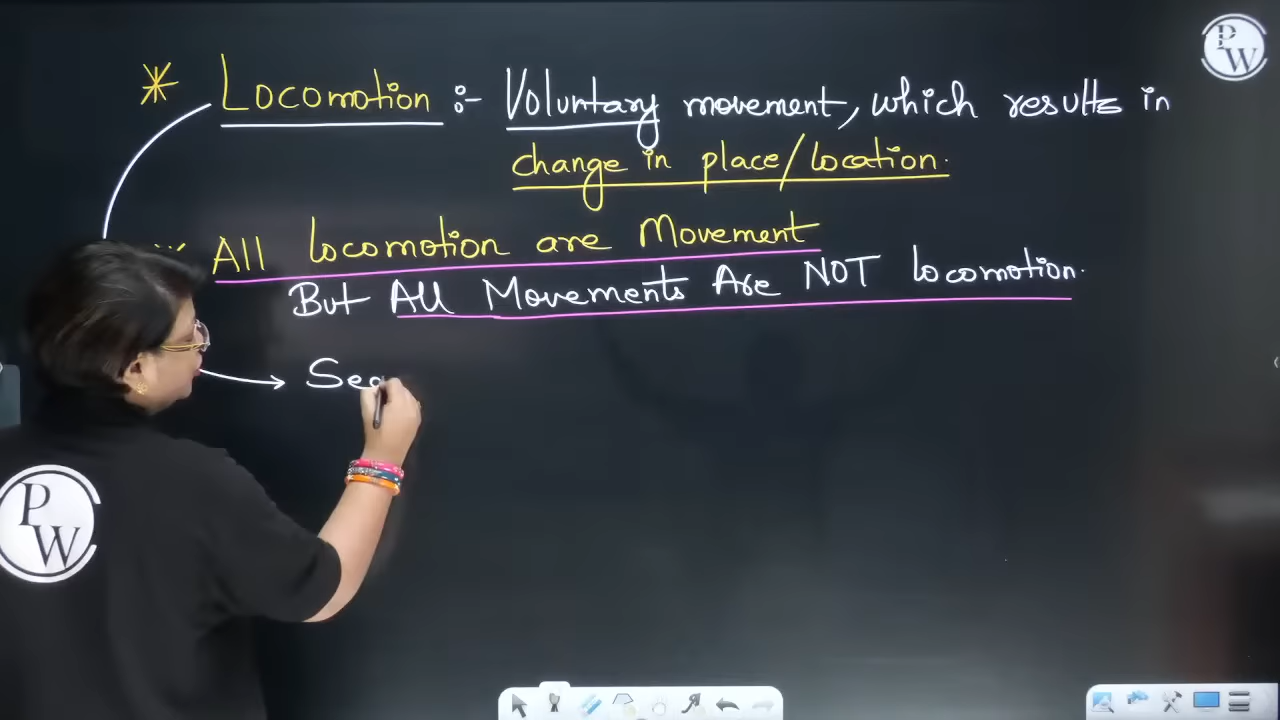 * Locomotion :- Voluntary movement, which results in
change in place/location.
All locomotion are Movement
But All Movements Are NOT locomotion.
→ Sea
PW
PW